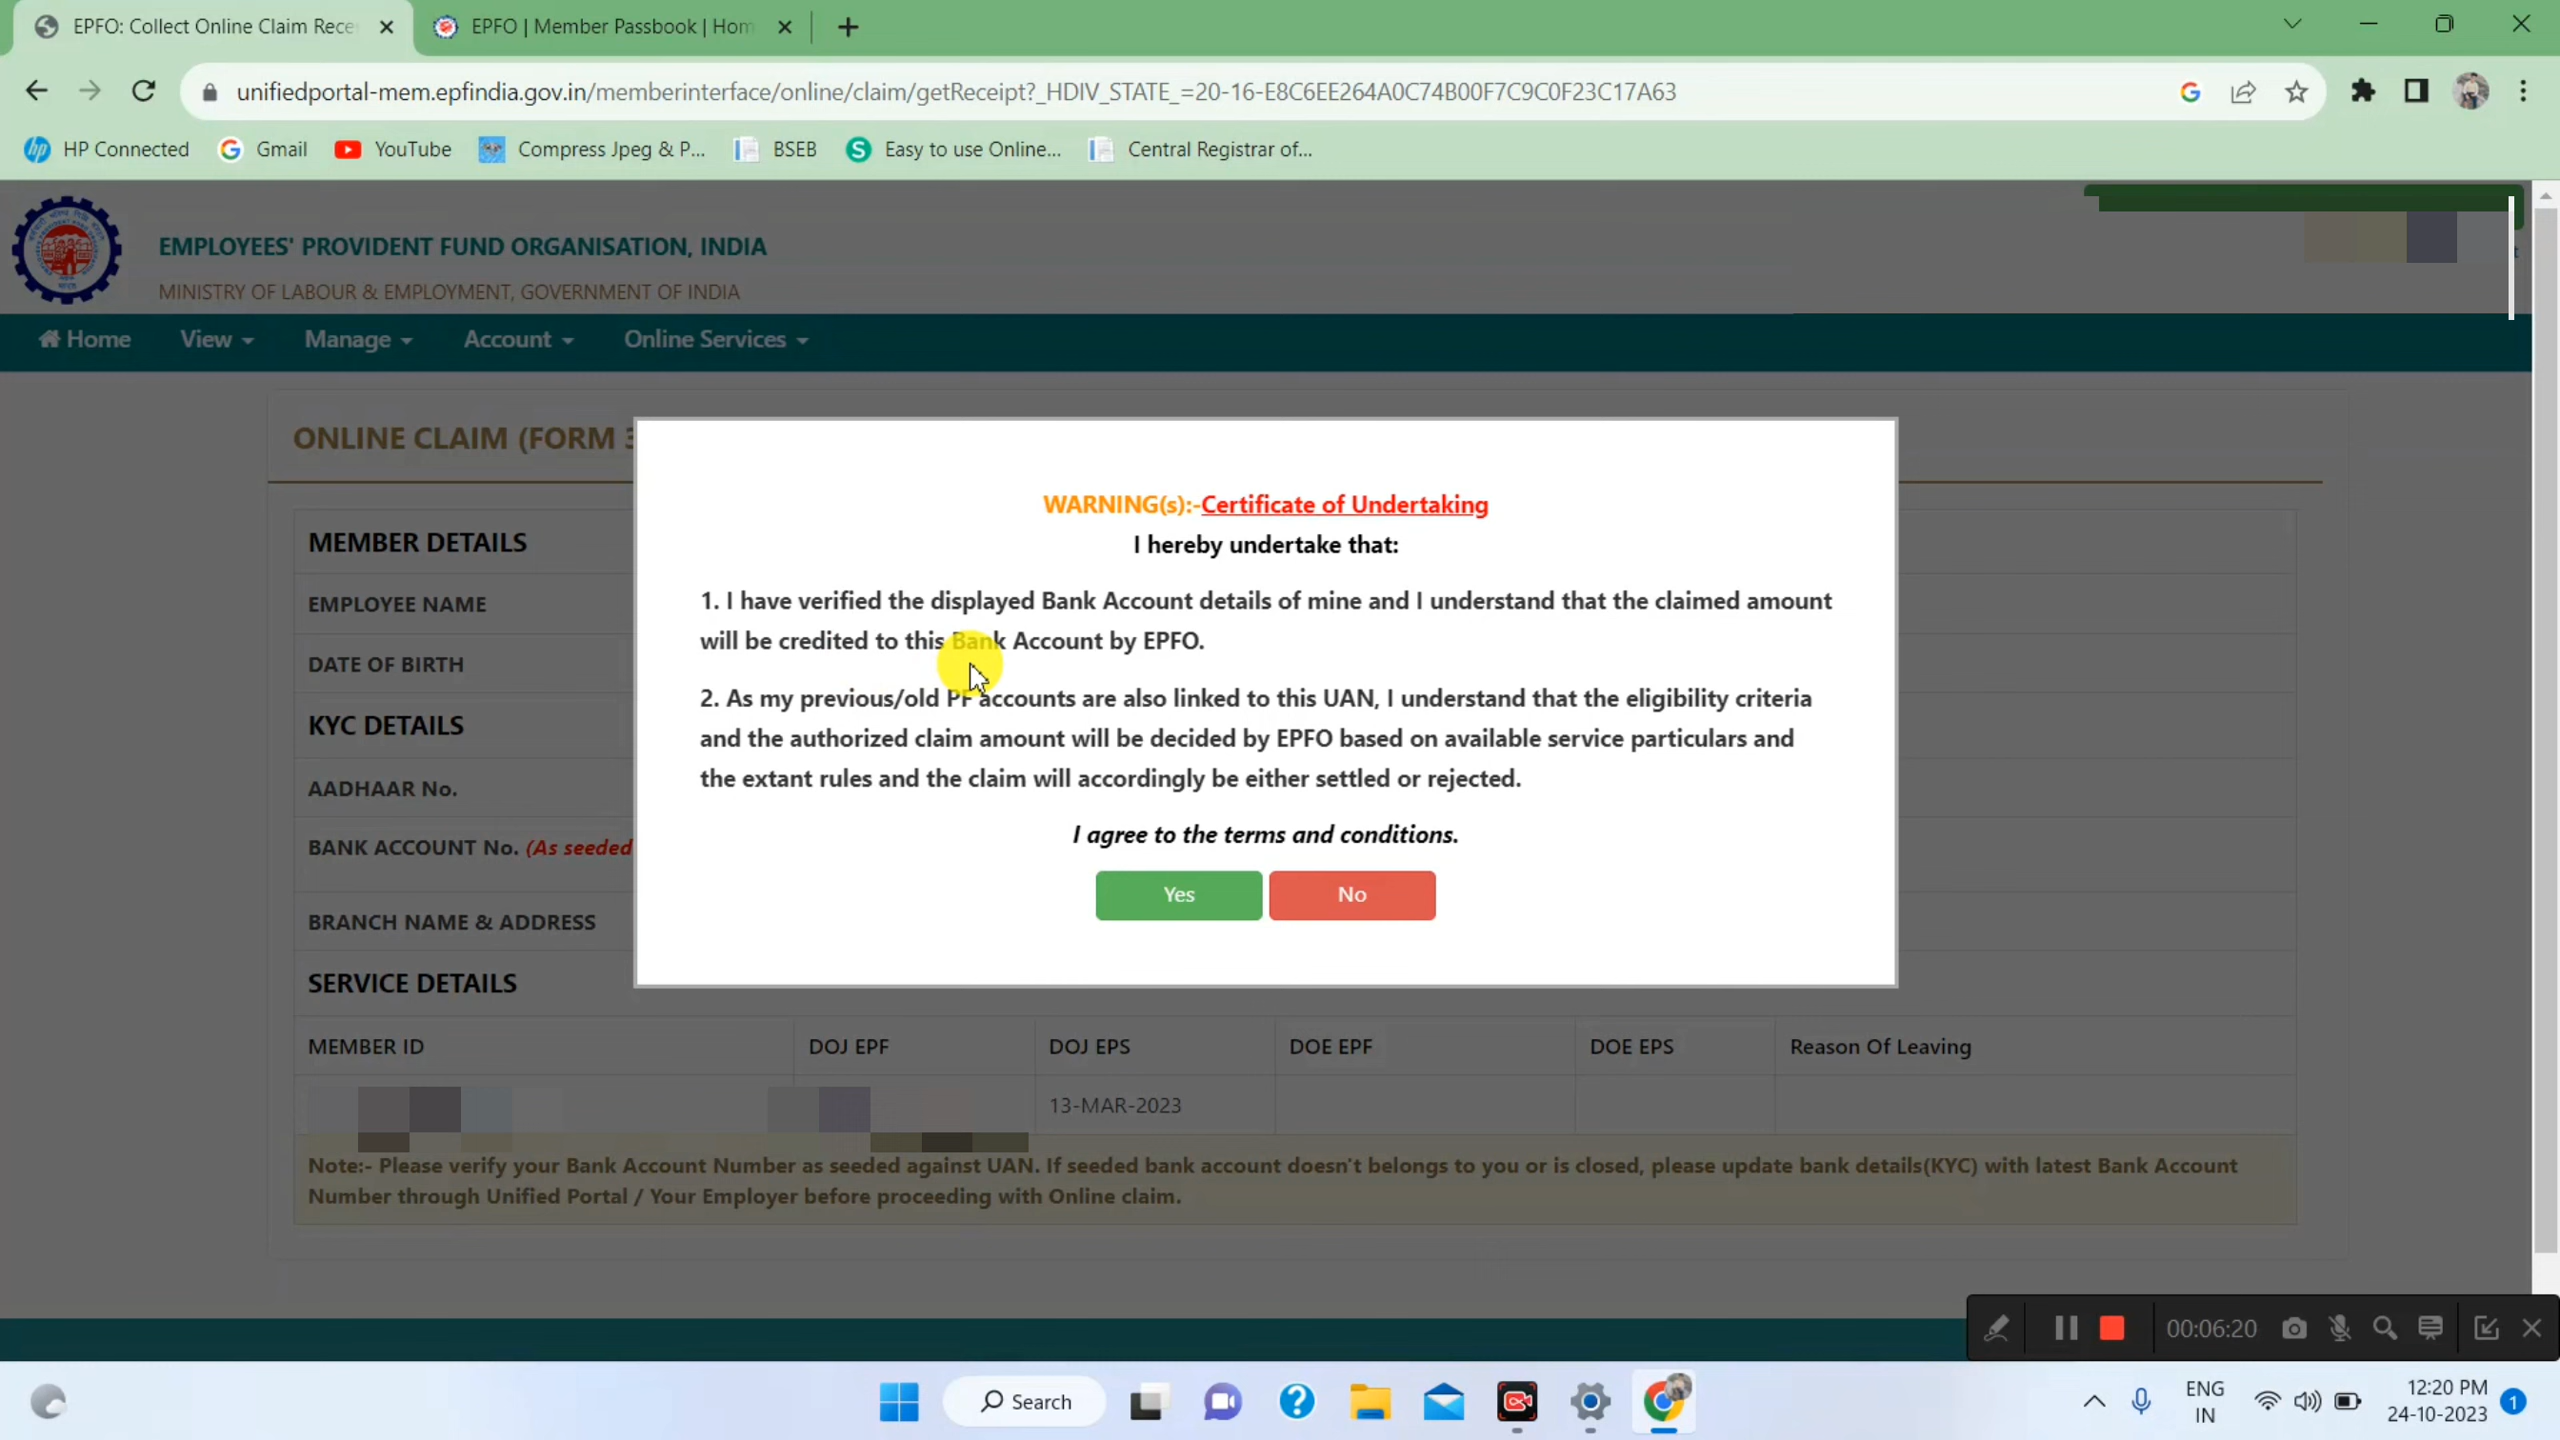 EPFO: Collect Online Claim Rece
EPFO | Member Passbook | Hom
unifiedportal-mem.epfindia.gov.in/memberinterface/online/claim/getReceipt?_HDIV_STATE_=20-16-E8C6EE264A0C74B00F7C9C0F23C17A63
HP Connected Gmail YouTube Compress Jpeg & P... BSEB Easy to use Online... Central Registrar of...
EMPLOYEES' PROVIDENT FUND ORGANISATION, INDIA
MINISTRY OF LABOUR & EMPLOYMENT, GOVERNMENT OF INDIA
Home View Manage Account Online Services
ONLINE CLAIM (FORM 3
WARNING(s):-Certificate of Undertaking
I hereby undertake that:
1. I have verified the displayed Bank Account details of mine and I understand that the claimed amount
will be credited to this Bank Account by EPFO.
2. As my previous/old PF accounts are also linked to this UAN, I understand that the eligibility criteria
and the authorized claim amount will be decided by EPFO based on available service particulars and
the extant rules and the claim will accordingly be either settled or rejected.
I agree to the terms and conditions.
Yes No
MEMBER DETAILS
EMPLOYEE NAME
DATE OF BIRTH
KYC DETAILS
AADHAAR No.
BANK ACCOUNT No. (As seeded
BRANCH NAME & ADDRESS
SERVICE DETAILS
MEMBER ID DOJ EPF DOJ EPS DOE EPF DOE EPS Reason Of Leaving
13-MAR-2023
Note:- Please verify your Bank Account Number as seeded against UAN. If seeded bank account doesn't belongs to you or is closed, please update bank details(KYC) with latest Bank Account
Number through Unified Portal / Your Employer before proceeding with Online claim.
00:06:20
Search
ENG
IN
12:20 PM
24-10-2023
1